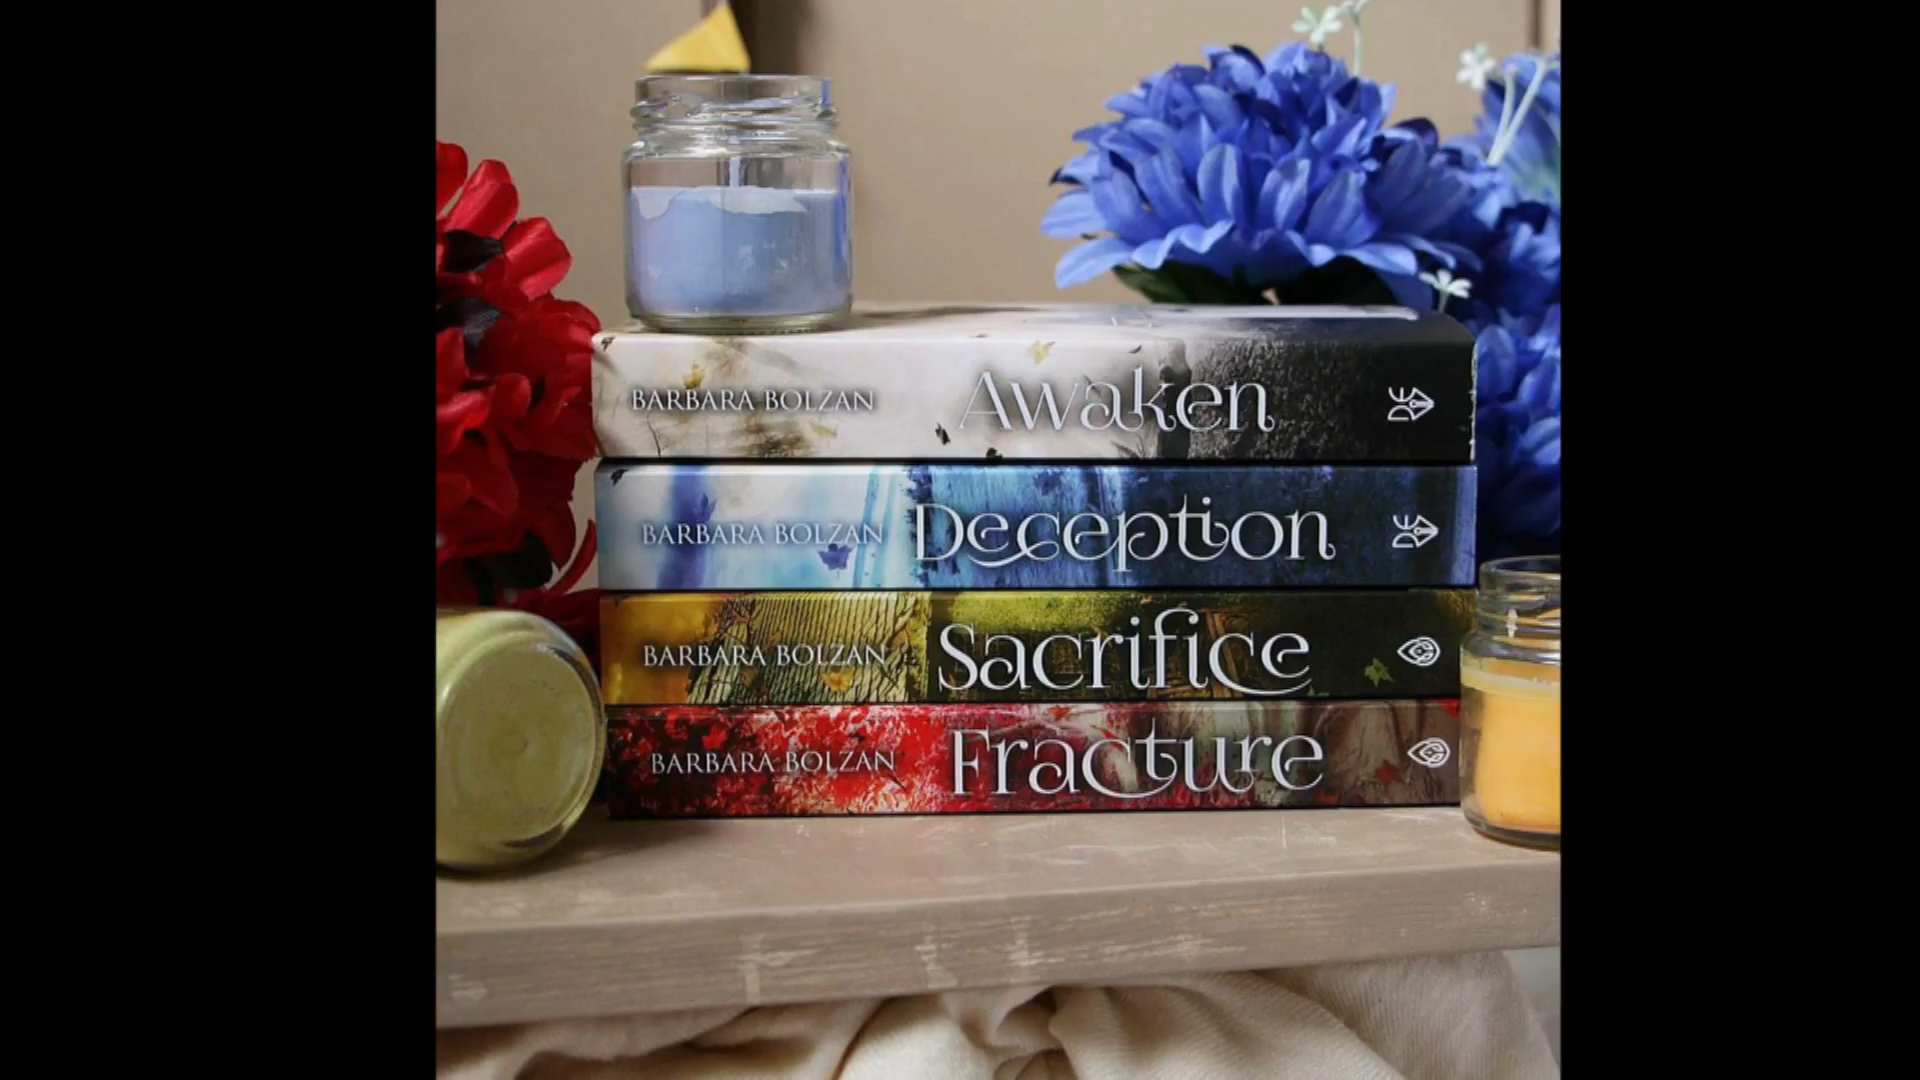 BARBARA BOLZAN Awaken
BARBARA BOLZAN Deception
BARBARA BOLZAN Sacrifice
BARBARA BOLZAN Fracture